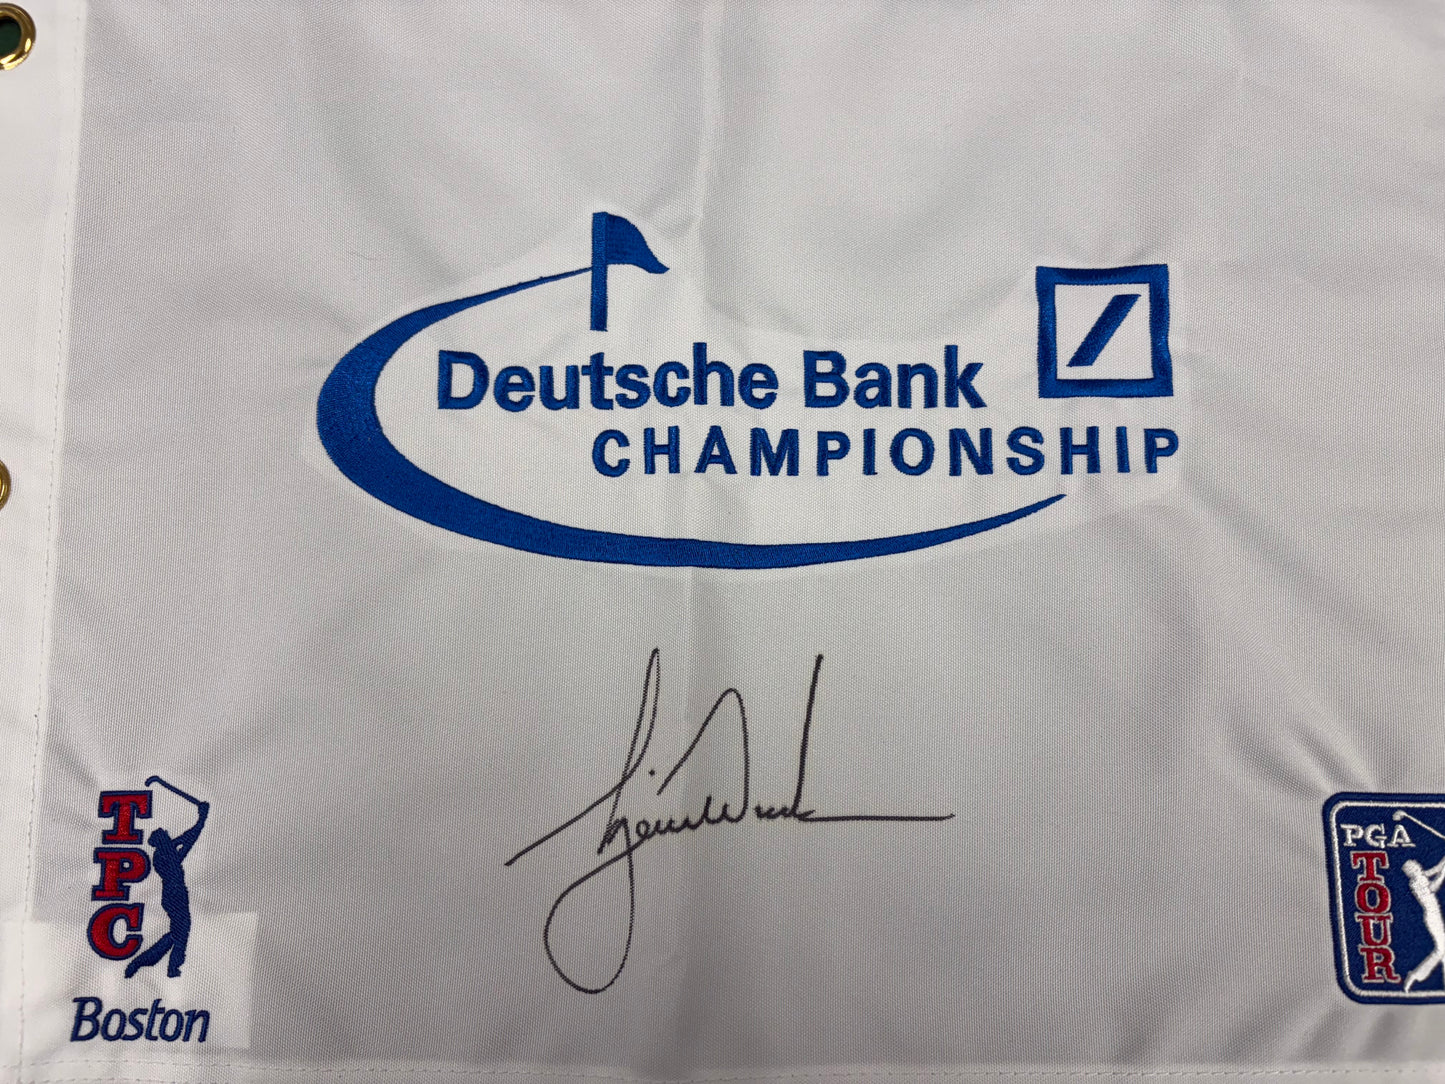 Deutsche Bank
CHAMPIONSHIP
TPC
Boston
PGA
TOUR